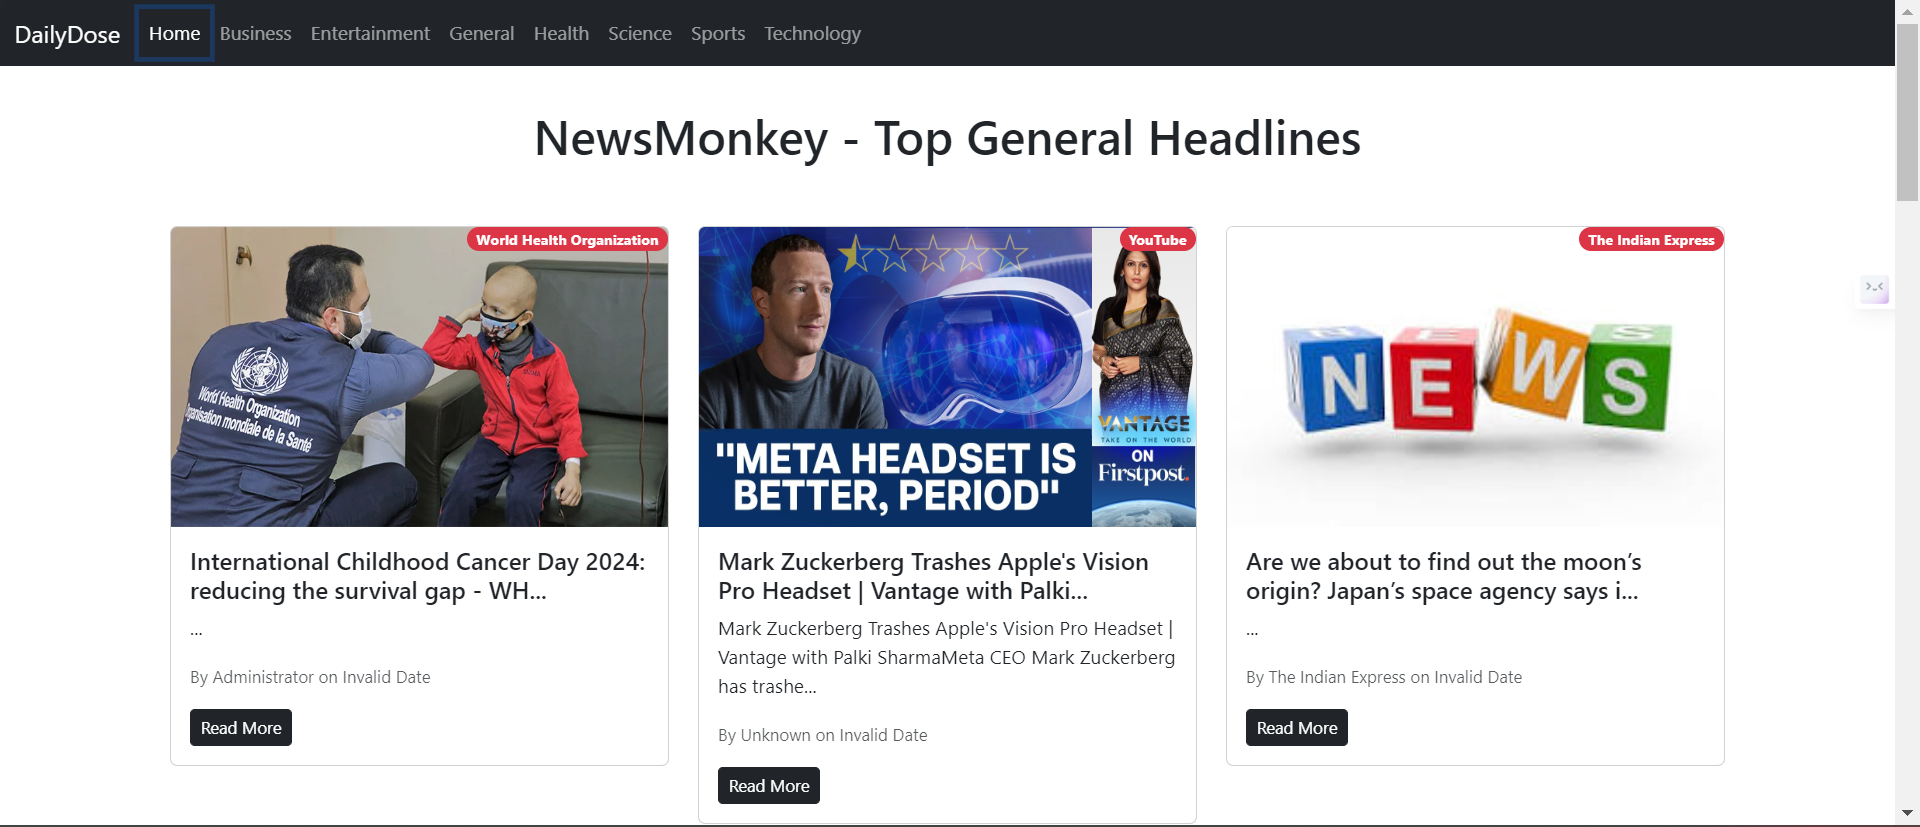 DailyDose Home Business Entertainment General Health Science Sports Technology
NewsMonkey - Top General Headlines
World Health Organization
World Health Organization
Organisation mondiale de la Santé
International Childhood Cancer Day 2024:
reducing the survival gap - WH...
...
By Administrator on Invalid Date
Read More
YouTube
VANTAGE
TAKE ON THE WORLD
ON
Firstpost.
"META HEADSET IS
BETTER, PERIOD"
Mark Zuckerberg Trashes Apple's Vision
Pro Headset | Vantage with Palki...
Mark Zuckerberg Trashes Apple's Vision Pro Headset |
Vantage with Palki SharmaMeta CEO Mark Zuckerberg
has trashe...
By Unknown on Invalid Date
Read More
The Indian Express
NEWS
Are we about to find out the moon’s
origin? Japan’s space agency says i...
...
By The Indian Express on Invalid Date
Read More